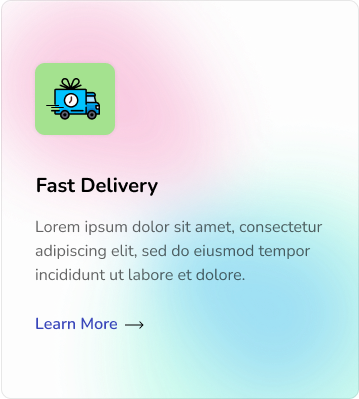 Fast Delivery
Lorem ipsum dolor sit amet, consectetur
adipiscing elit, sed do eiusmod tempor
incididunt ut labore et dolore.
Learn More